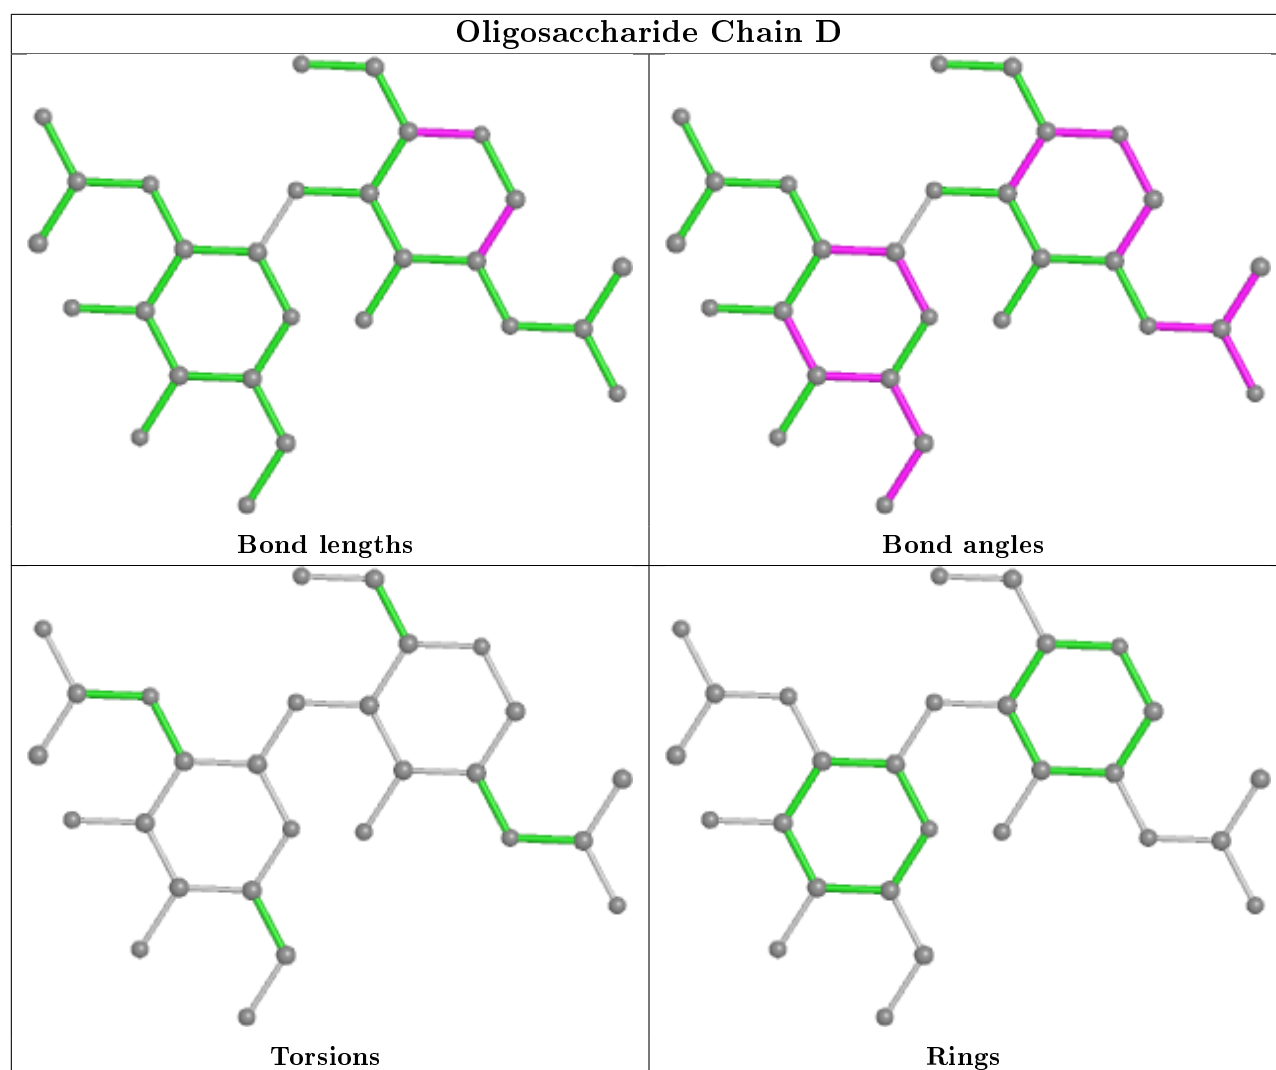 Oligosaccharide Chain D
Bond lengths
Bond angles
Torsions
Rings